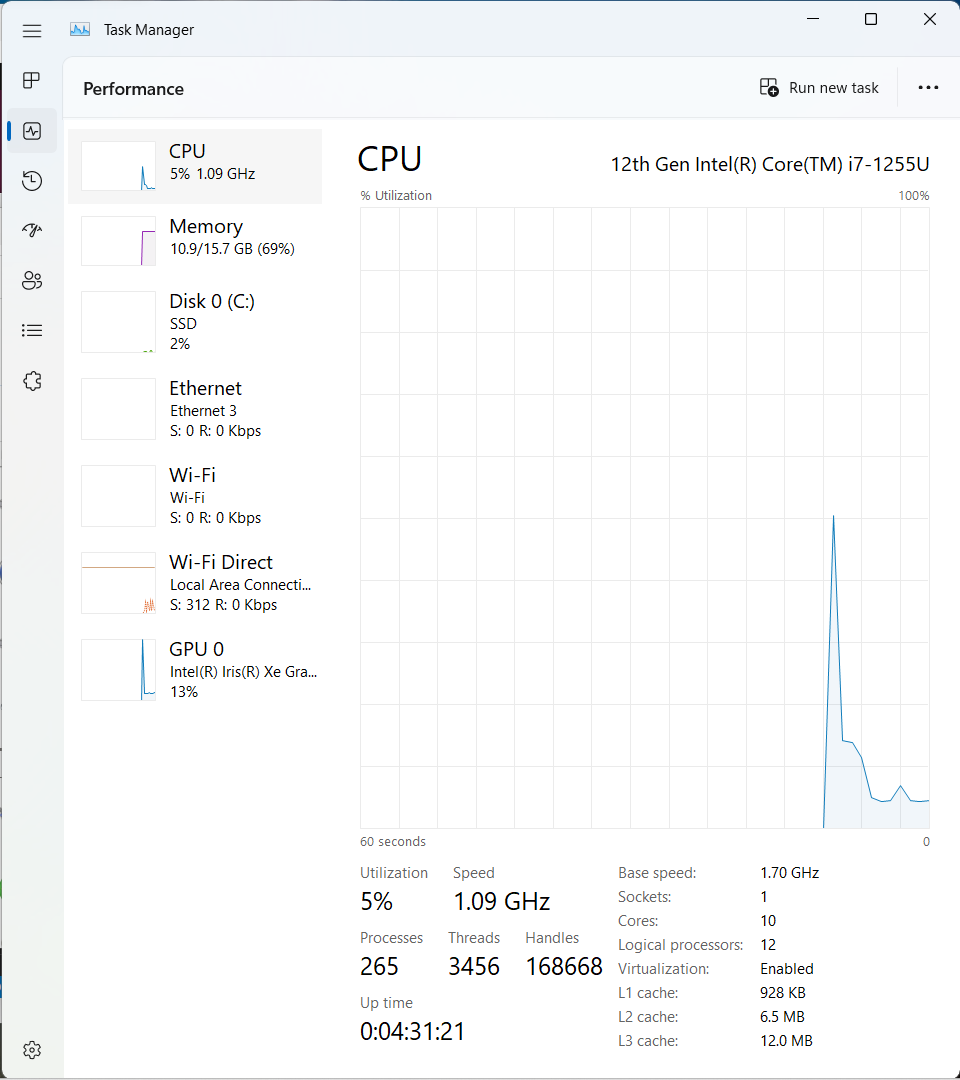 Task Manager
Performance
Run new task
CPU
5% 1.09 GHz
Memory
10.9/15.7 GB (69%)
Disk 0 (C:)
SSD
2%
Ethernet
Ethernet 3
S: 0 R: 0 Kbps
Wi-Fi
Wi-Fi
S: 0 R: 0 Kbps
Wi-Fi Direct
Local Area Connecti...
S: 312 R: 0 Kbps
GPU 0
Intel(R) Iris(R) Xe Gra...
13%
CPU
12th Gen Intel(R) Core(TM) i7-1255U
% Utilization
100%
60 seconds
0
Utilization
Speed
5%
1.09 GHz
Processes
Threads
Handles
265
3456
168668
Up time
0:04:31:21
Base speed:
1.70 GHz
Sockets:
1
Cores:
10
Logical processors:
12
Virtualization:
Enabled
L1 cache:
928 KB
L2 cache:
6.5 MB
L3 cache:
12.0 MB